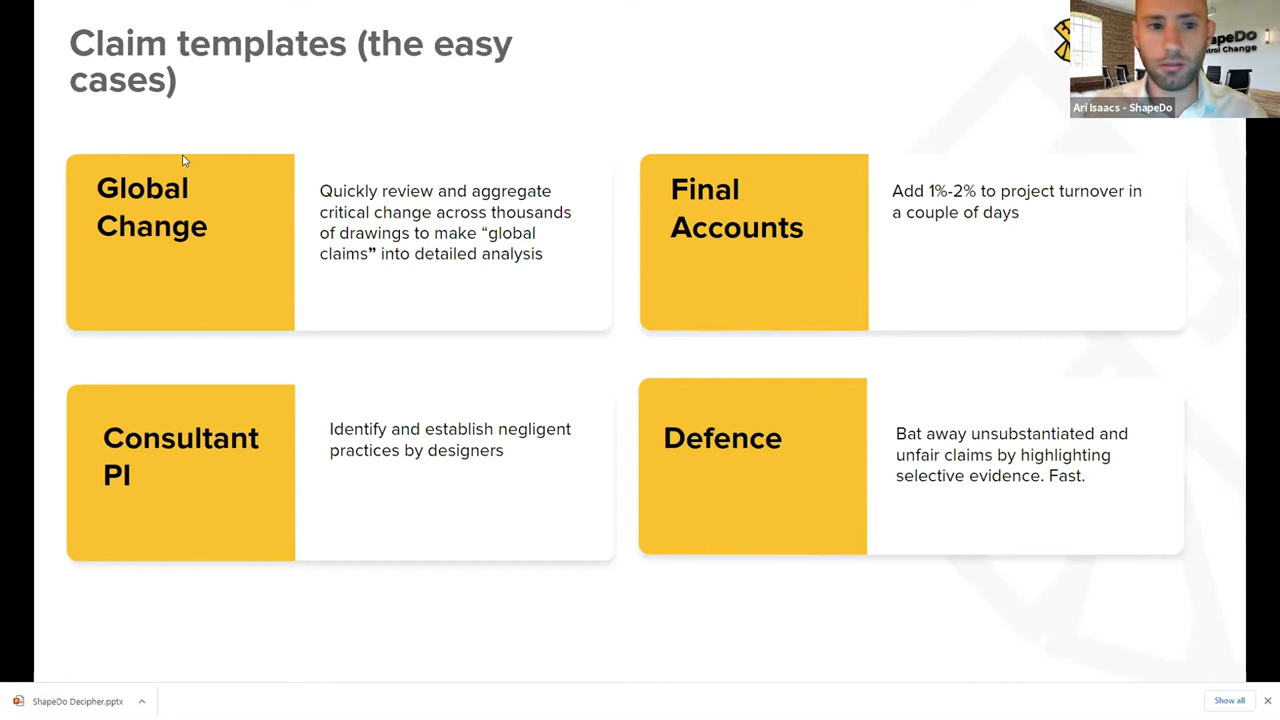 Claim templates (the easy
cases)
Ari Isaacs - ShapeDo
Global
Change
Quickly review and aggregate
critical change across thousands
of drawings to make “global
claims” into detailed analysis
Final
Accounts
Add 1%-2% to project turnover in
a couple of days
Consultant
PI
Identify and establish negligent
practices by designers
Defence
Bat away unsubstantiated and
unfair claims by highlighting
selective evidence. Fast.
ShapeDo Decipher.pptx
Show all